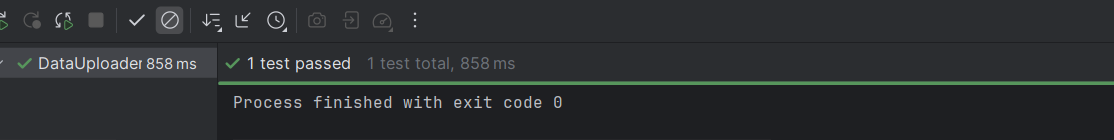 DataUploader 858 ms
1 test passed 1 test total, 858 ms
Process finished with exit code 0